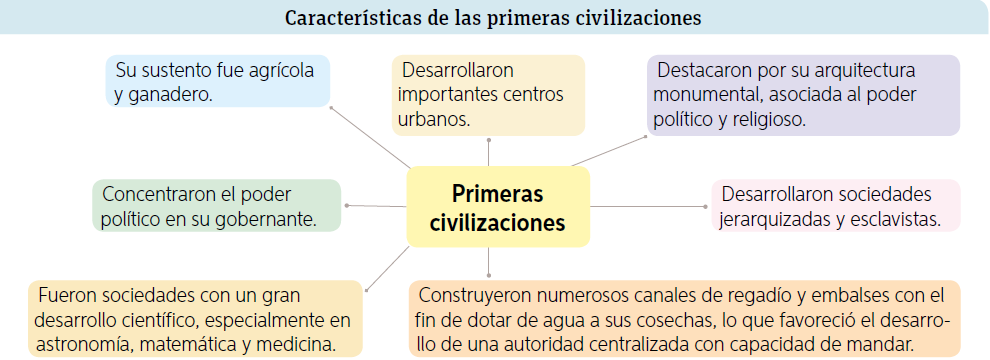 Características de las primeras civilizaciones
Su sustento fue agrícola
y ganadero.
Desarrollaron
importantes centros
urbanos.
Destacaron por su arquitectura
monumental, asociada al poder
político y religioso.
Concentraron el poder
político en su gobernante.
Primeras
civilizaciones
Desarrollaron sociedades
jerarquizadas y esclavistas.
Fueron sociedades con un gran
desarrollo científico, especialmente en
astronomía, matemática y medicina.
Construyeron numerosos canales de regadío y embalses con el
fin de dotar de agua a sus cosechas, lo que favoreció el desarro-
llo de una autoridad centralizada con capacidad de mandar.